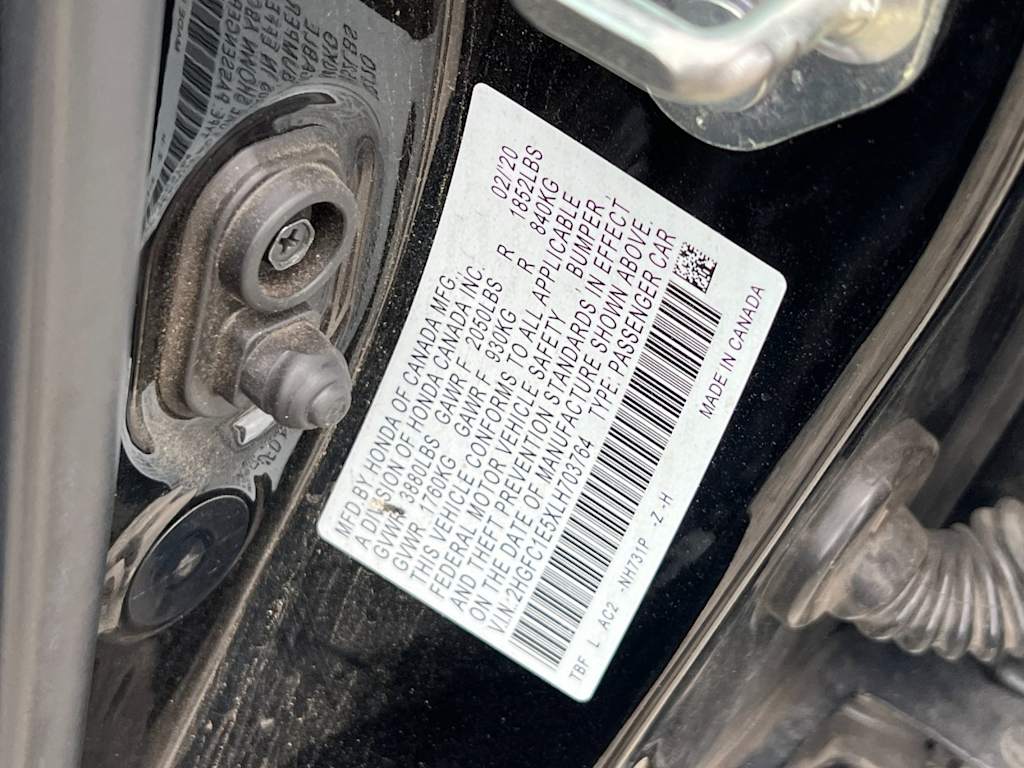 MFD BY HONDA OF CANADA MFG. 02/'20
A DIVISION OF HONDA CANADA INC.
GVWR 3880LBS GAWR F 2050LBS R 1852LBS
GVWR 1760KG GAWR F 930KG R 840KG
THIS VEHICLE CONFORMS TO ALL APPLICABLE
FEDERAL MOTOR VEHICLE SAFETY, BUMPER,
AND THEFT PREVENTION STANDARDS IN EFFECT
ON THE DATE OF MANUFACTURE SHOWN ABOVE.
V.I.N.:2HGFC1E5XLH703764 TYPE:PASSENGER CAR
TBF L AC2 -NH731P -Z -H MADE IN CANADA